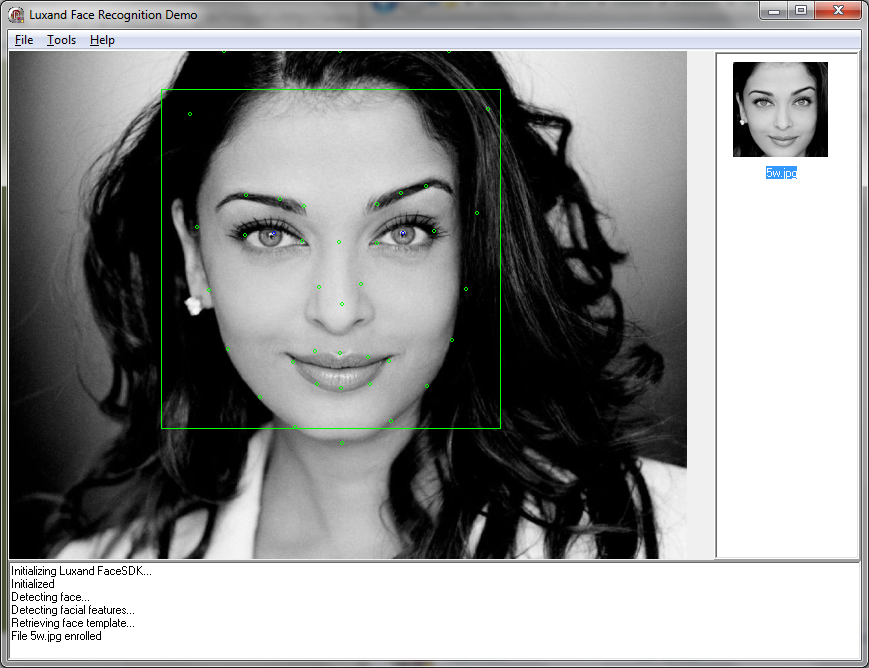 Luxand Face Recognition Demo
File Tools Help
5w.jpg
Initializing Luxand FaceSDK...
Initialized
Detecting face...
Detecting facial features...
Retrieving face template...
File 5w.jpg enrolled